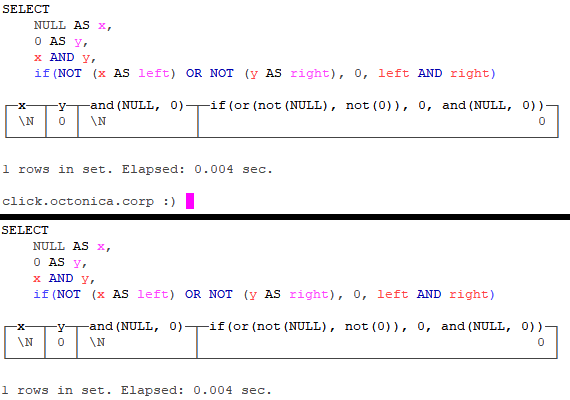 SELECT
NULL AS x,
0 AS y,
x AND y,
if(NOT (x AS left) OR NOT (y AS right), 0, left AND right)
x y and(NULL, 0) if(or(not(NULL), not(0)), 0, and(NULL, 0))
\N 0 \N 0
1 rows in set. Elapsed: 0.004 sec.
click.octonica.corp :)
SELECT
NULL AS x,
0 AS y,
x AND y,
if(NOT (x AS left) OR NOT (y AS right), 0, left AND right)
x y and(NULL, 0) if(or(not(NULL), not(0)), 0, and(NULL, 0))
\N 0 \N 0
1 rows in set. Elapsed: 0.004 sec.